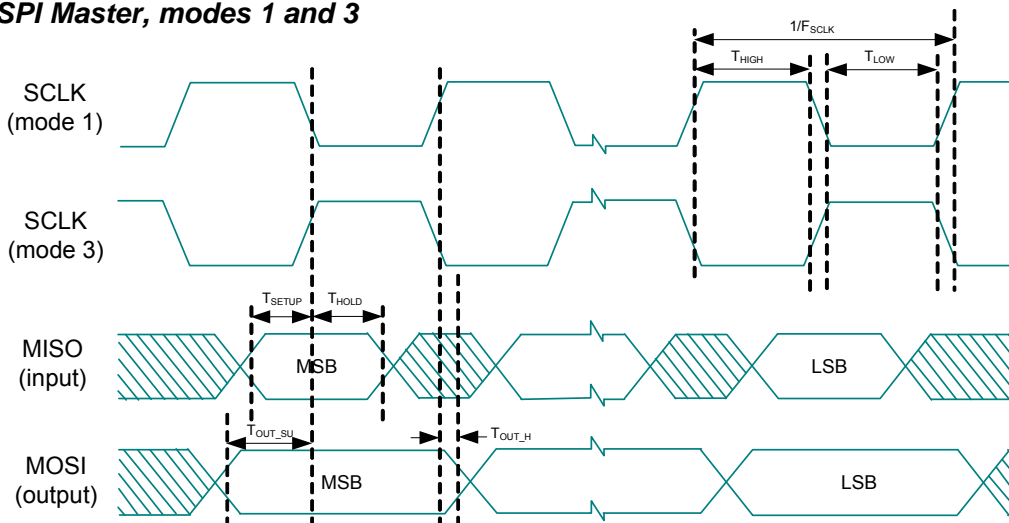 SPI Master, modes 1 and 3
1/FSCLK
THIGH
TLOW
SCLK
(mode 1)
SCLK
(mode 3)
TSETUP
THOLD
MISO
(input)
MSB
LSB
TOUT_SU
TOUT_H
MOSI
(output)
MSB
LSB